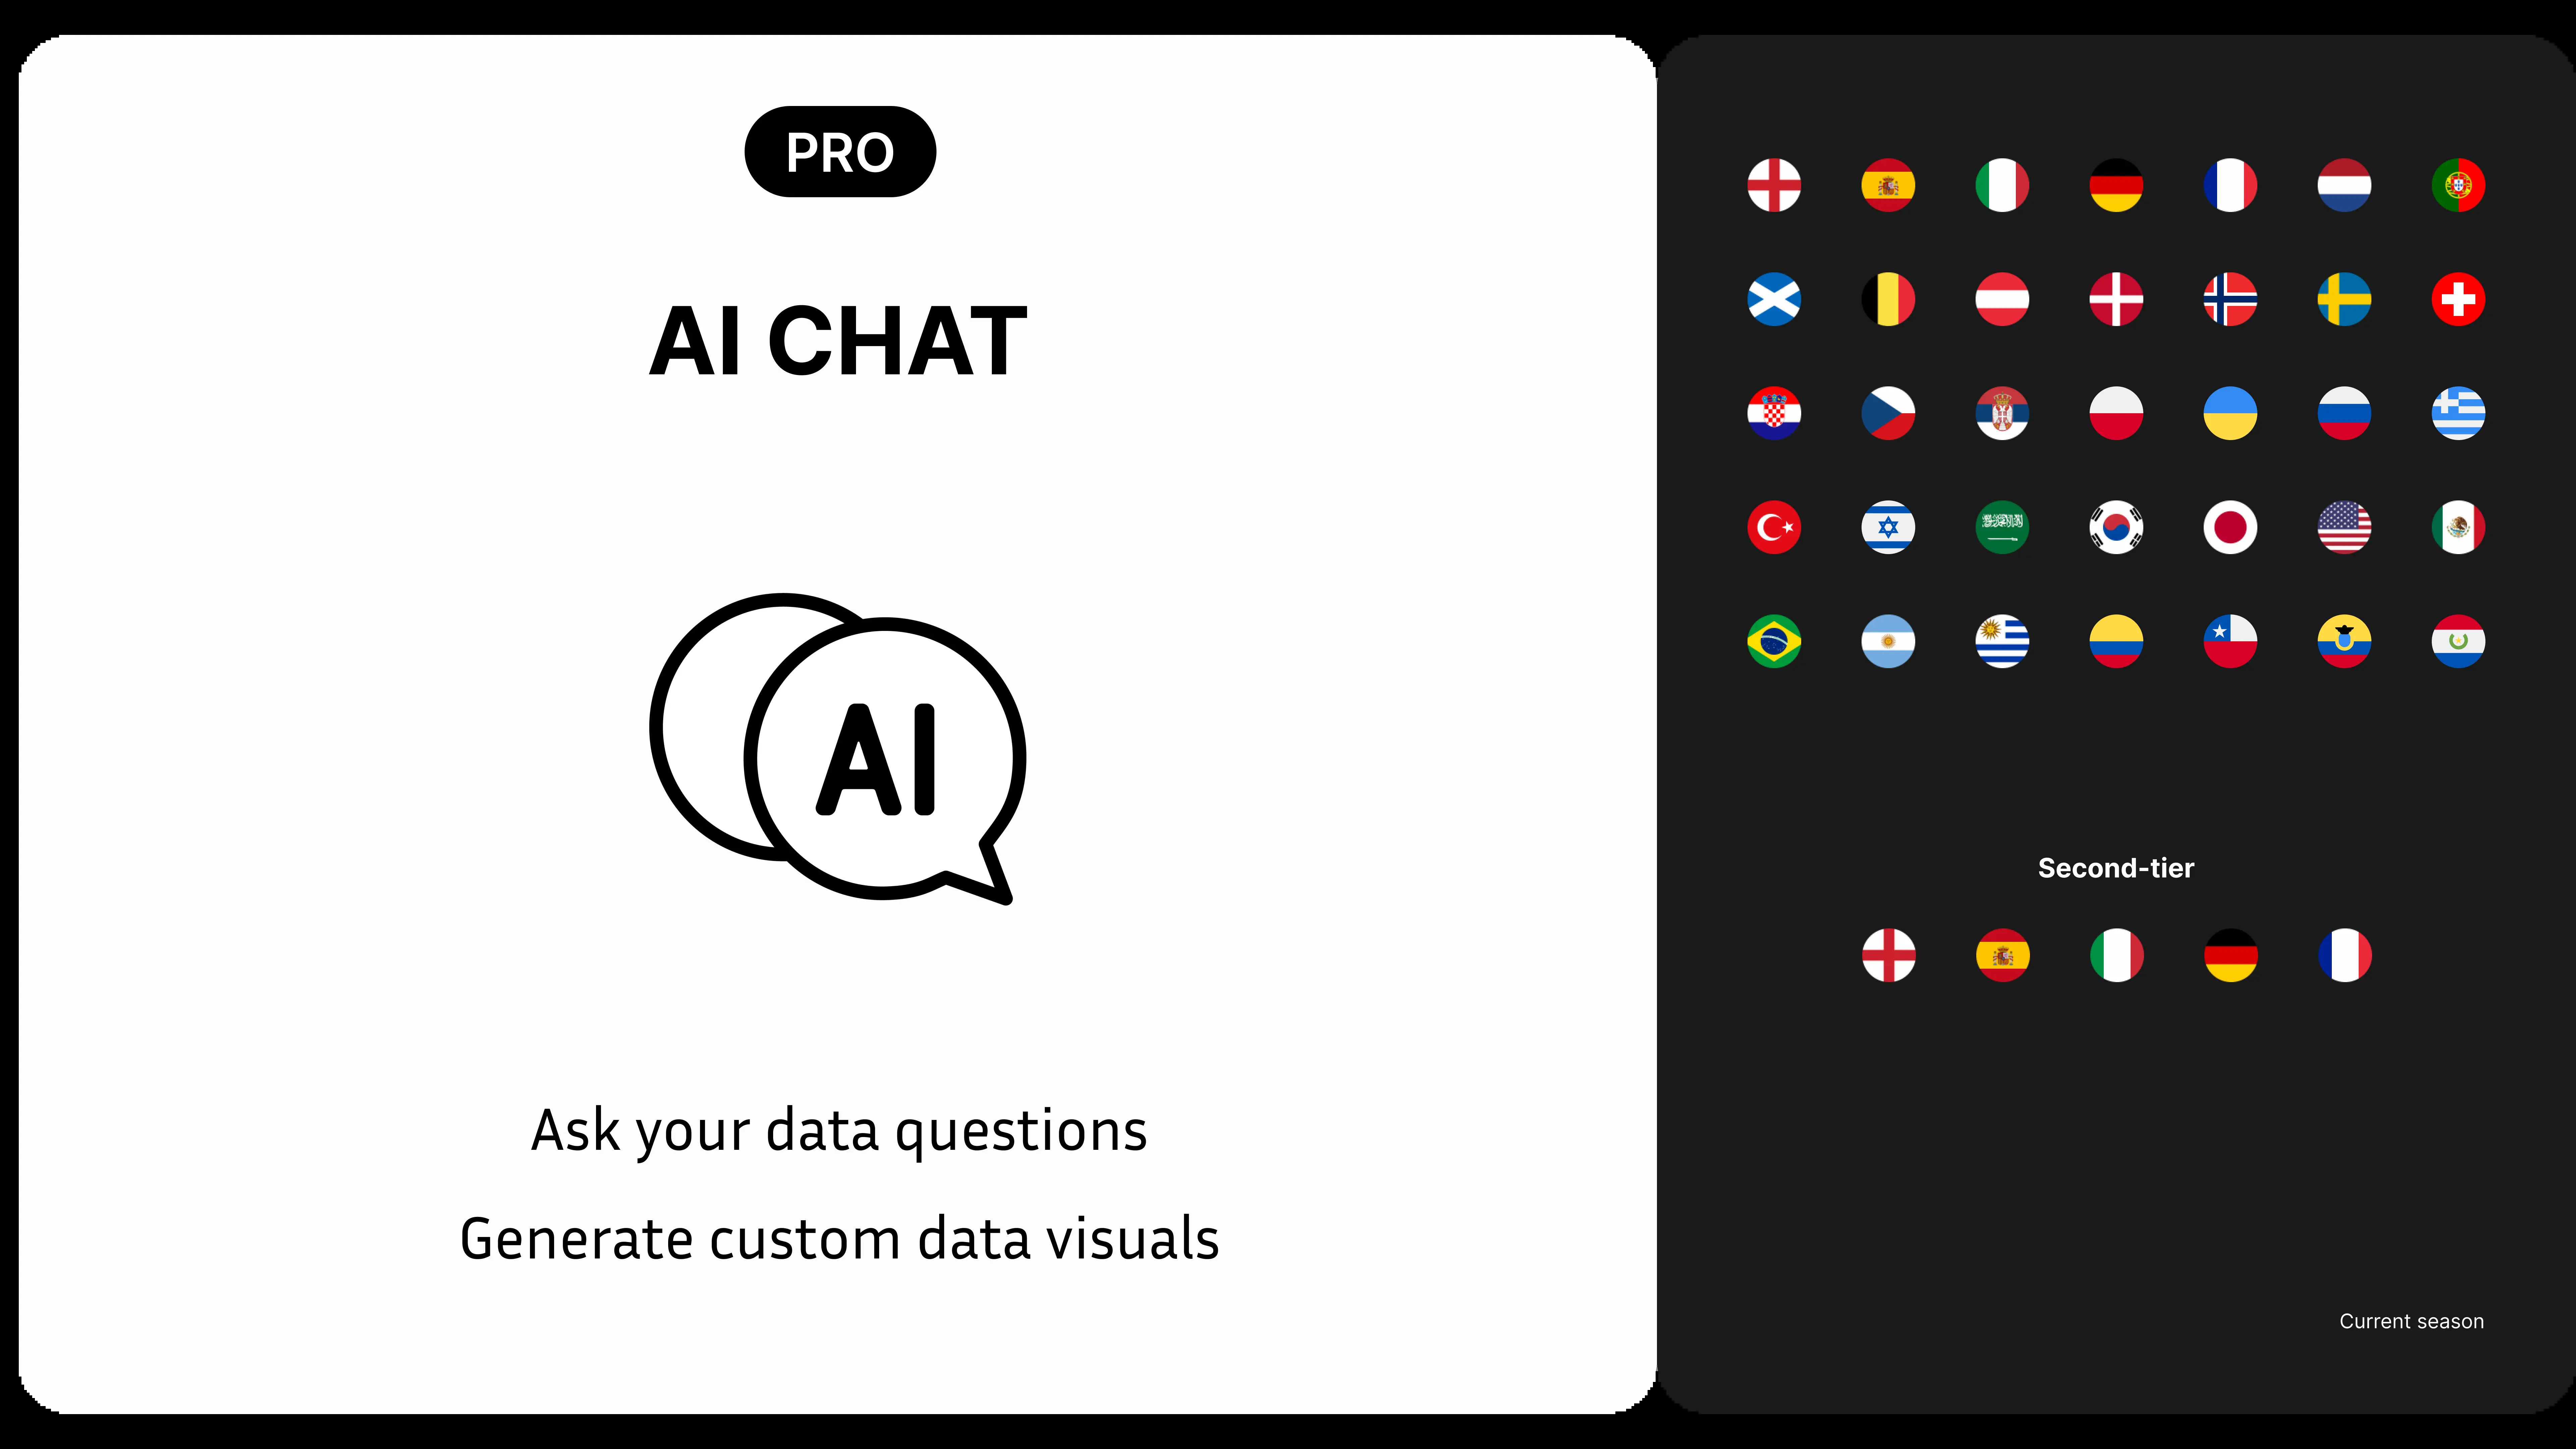 PRO
AI CHAT
AI
Ask your data questions
Generate custom data visuals
Second-tier
Current season